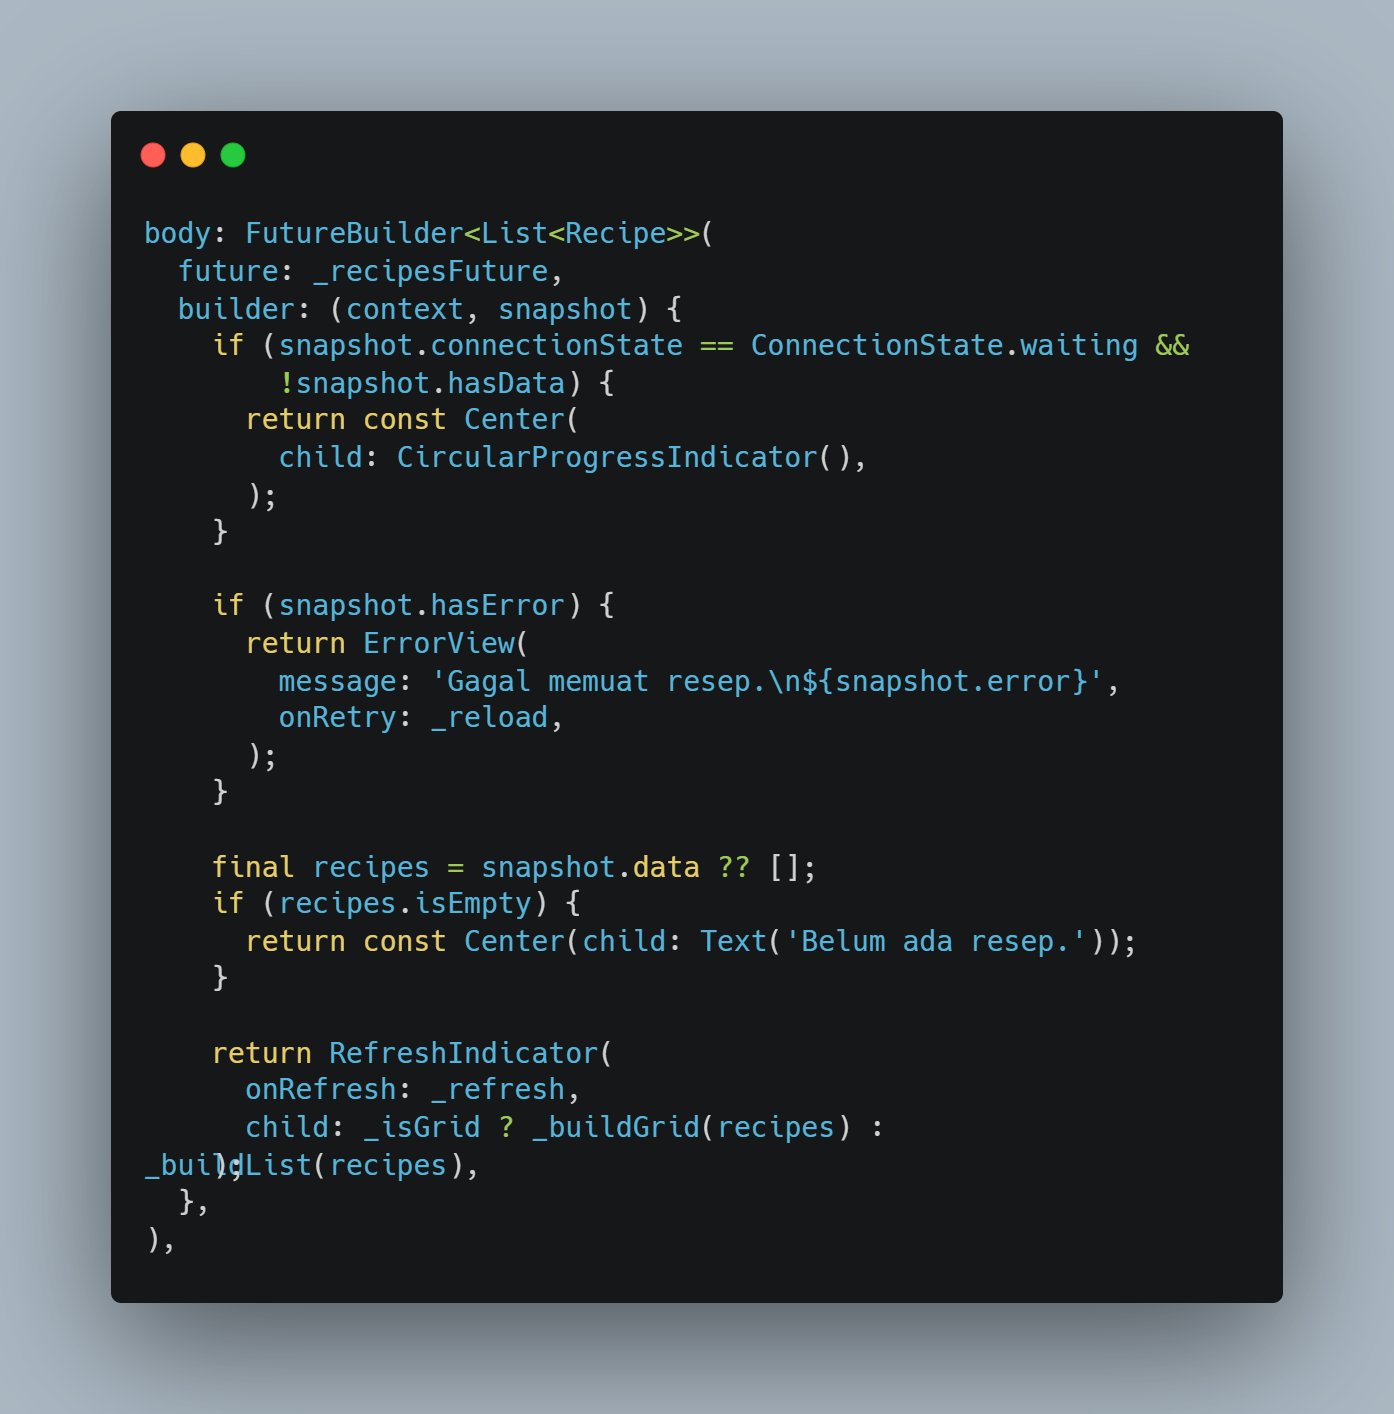 body: FutureBuilder<List<Recipe>>(
  future: _recipesFuture,
  builder: (context, snapshot) {
    if (snapshot.connectionState == ConnectionState.waiting &&
        !snapshot.hasData) {
      return const Center(
        child: CircularProgressIndicator(),
      );
    }

    if (snapshot.hasError) {
      return ErrorView(
        message: 'Gagal memuat resep.\n${snapshot.error}',
        onRetry: _reload,
      );
    }

    final recipes = snapshot.data ?? [];
    if (recipes.isEmpty) {
      return const Center(child: Text('Belum ada resep.'));
    }

    return RefreshIndicator(
      onRefresh: _refresh,
      child: _isGrid ? _buildGrid(recipes) :
_buildList(recipes),
    );
  },
),